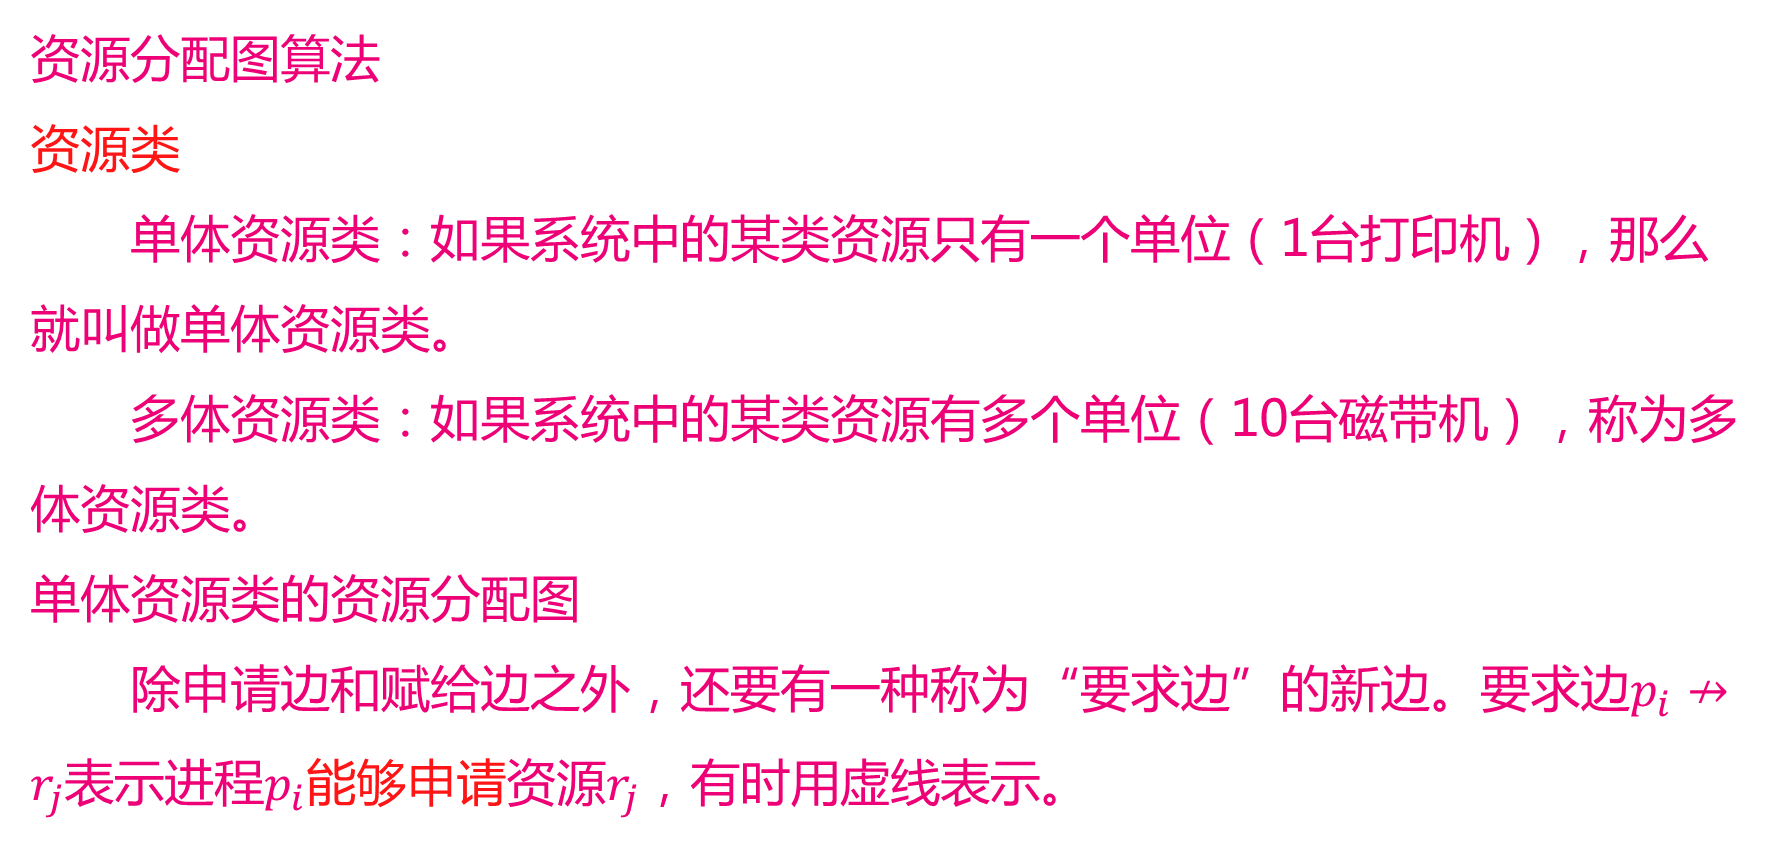 资源分配图算法
资源类
单体资源类：如果系统中的某类资源只有一个单位（1台打印机），那么
就叫做单体资源类。
多体资源类：如果系统中的某类资源有多个单位（10台磁带机），称为多
体资源类。
单体资源类的资源分配图
除申请边和赋给边之外，还要有一种称为“要求边”的新边。要求边pᵢ ↛
rⱼ表示进程pᵢ能够申请资源rⱼ，有时用虚线表示。